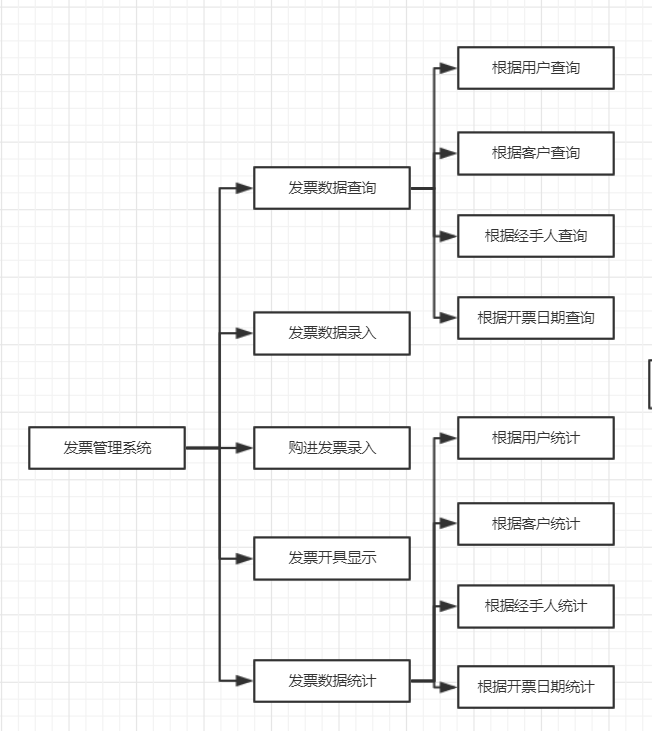 根据用户查询
根据客户查询
发票数据查询
根据经手人查询
根据开票日期查询
发票数据录入
发票管理系统
购进发票录入
根据用户统计
根据客户统计
发票开具显示
根据经手人统计
发票数据统计
根据开票日期统计